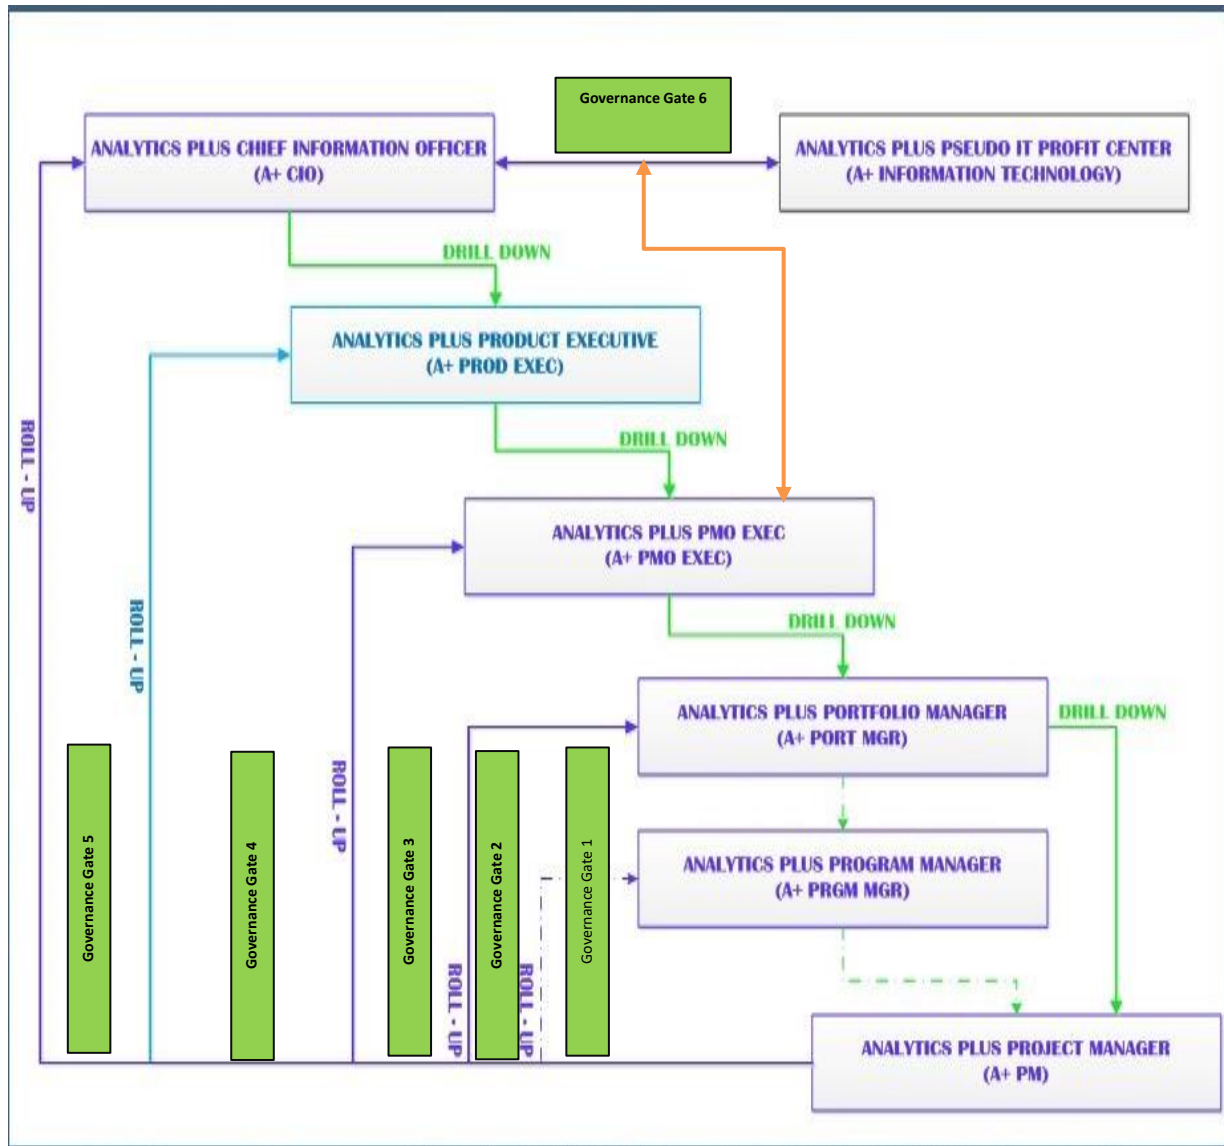 Governance Gate 6
ANALYTICS PLUS CHIEF INFORMATION OFFICER
(A+ CIO)
ANALYTICS PLUS PSEUDO IT PROFIT CENTER
(A+ INFORMATION TECHNOLOGY)
DRILL DOWN
ANALYTICS PLUS PRODUCT EXECUTIVE
(A+ PROD EXEC)
ROLL - UP
DRILL DOWN
ANALYTICS PLUS PMO EXEC
(A+ PMO EXEC)
ROLL - UP
DRILL DOWN
ANALYTICS PLUS PORTFOLIO MANAGER
(A+ PORT MGR)
DRILL DOWN
ROLL - UP
Governance Gate 5
Governance Gate 4
Governance Gate 3
Governance Gate 2
Governance Gate 1
ANALYTICS PLUS PROGRAM MANAGER
(A+ PRGM MGR)
ROLL - UP
ROLL - UP
ANALYTICS PLUS PROJECT MANAGER
(A+ PM)